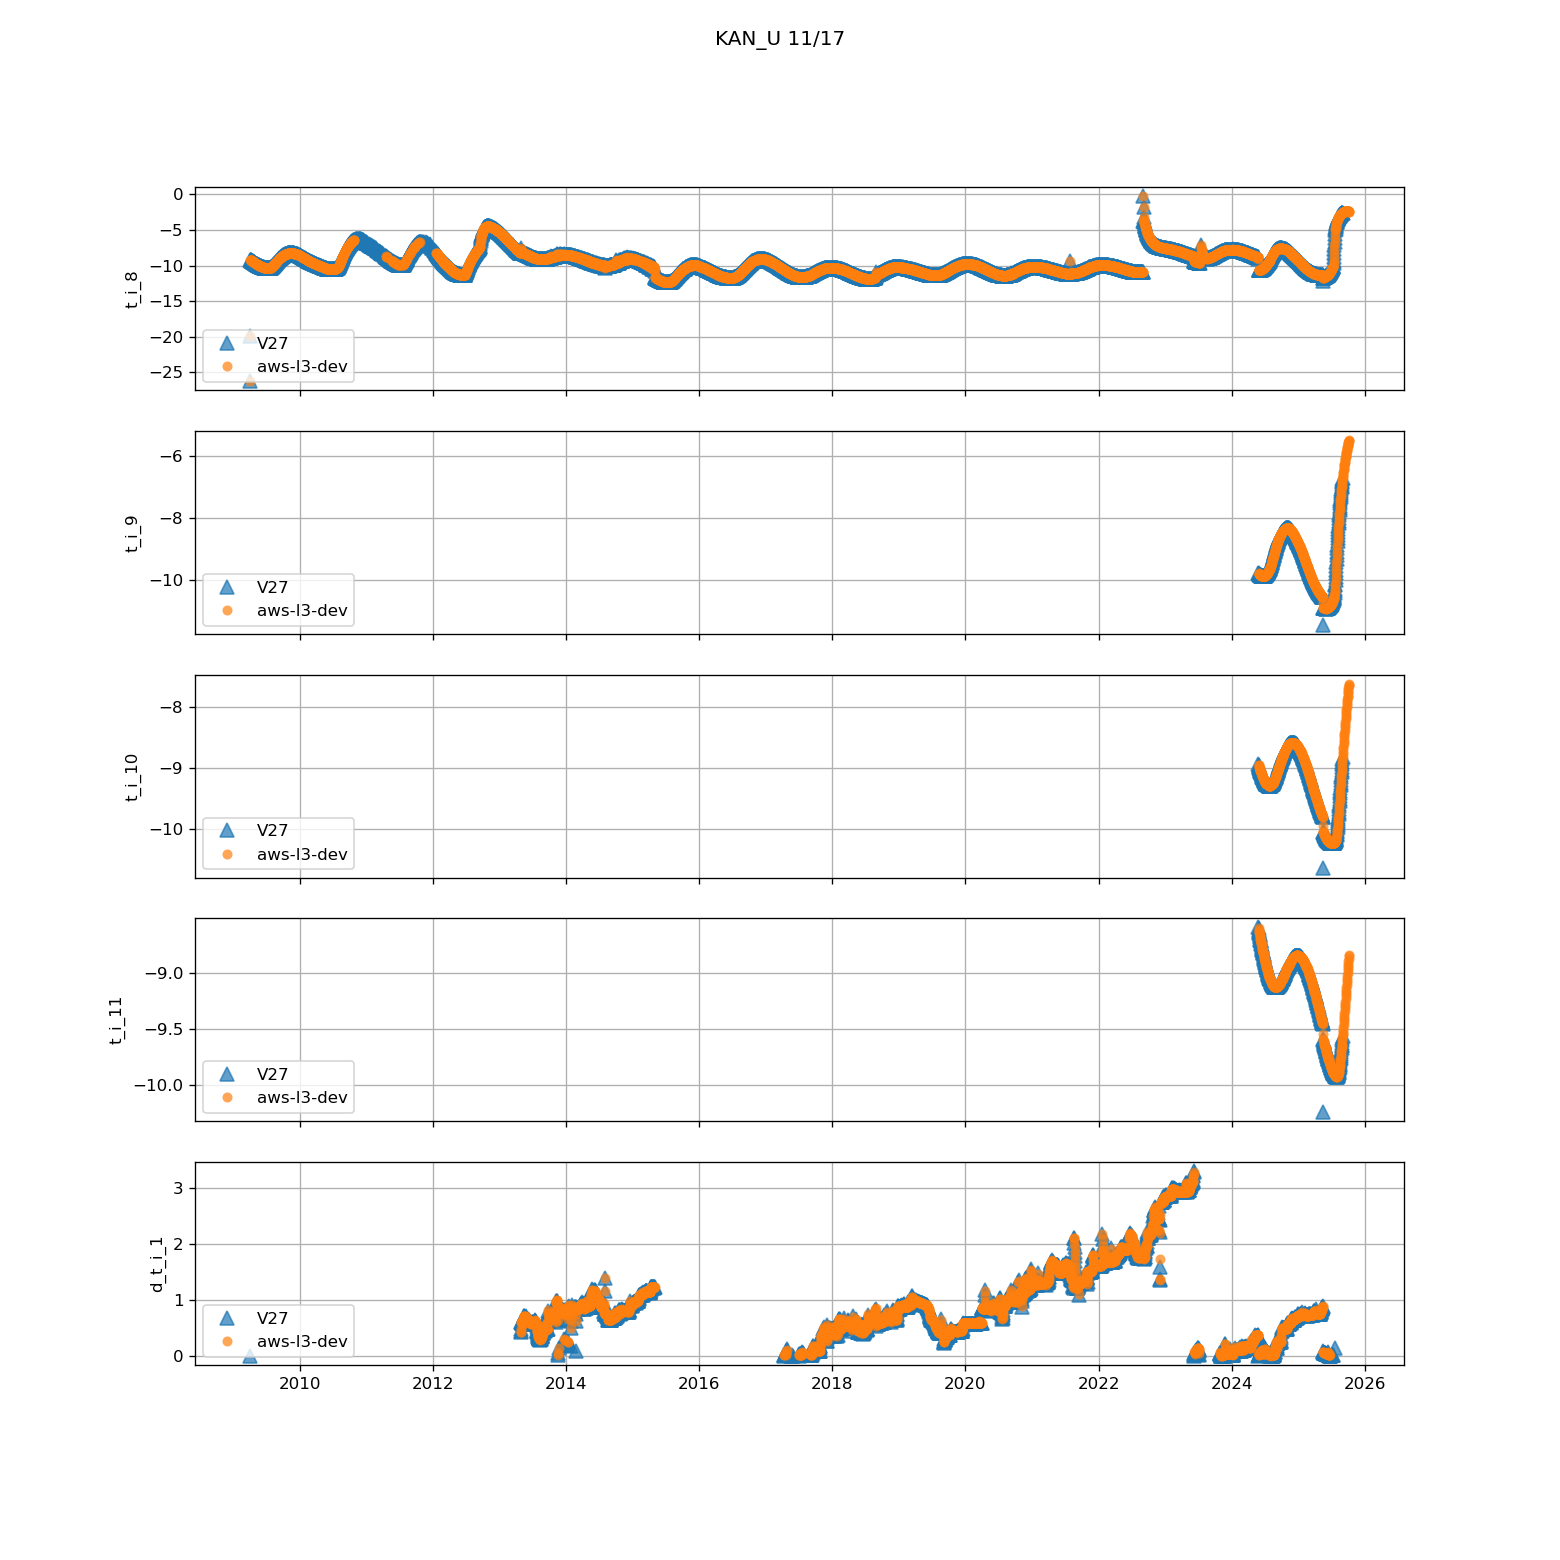 KAN_U 11/17
0
−5
−10
−15
−20
−25
t_i_8
V27
aws-l3-dev
−6
−8
−10
t_i_9
V27
aws-l3-dev
−8
−9
−10
t_i_10
V27
aws-l3-dev
−9.0
−9.5
−10.0
t_i_11
V27
aws-l3-dev
3
2
1
0
d_t_i_1
V27
aws-l3-dev
2010 2012 2014 2016 2018 2020 2022 2024 2026